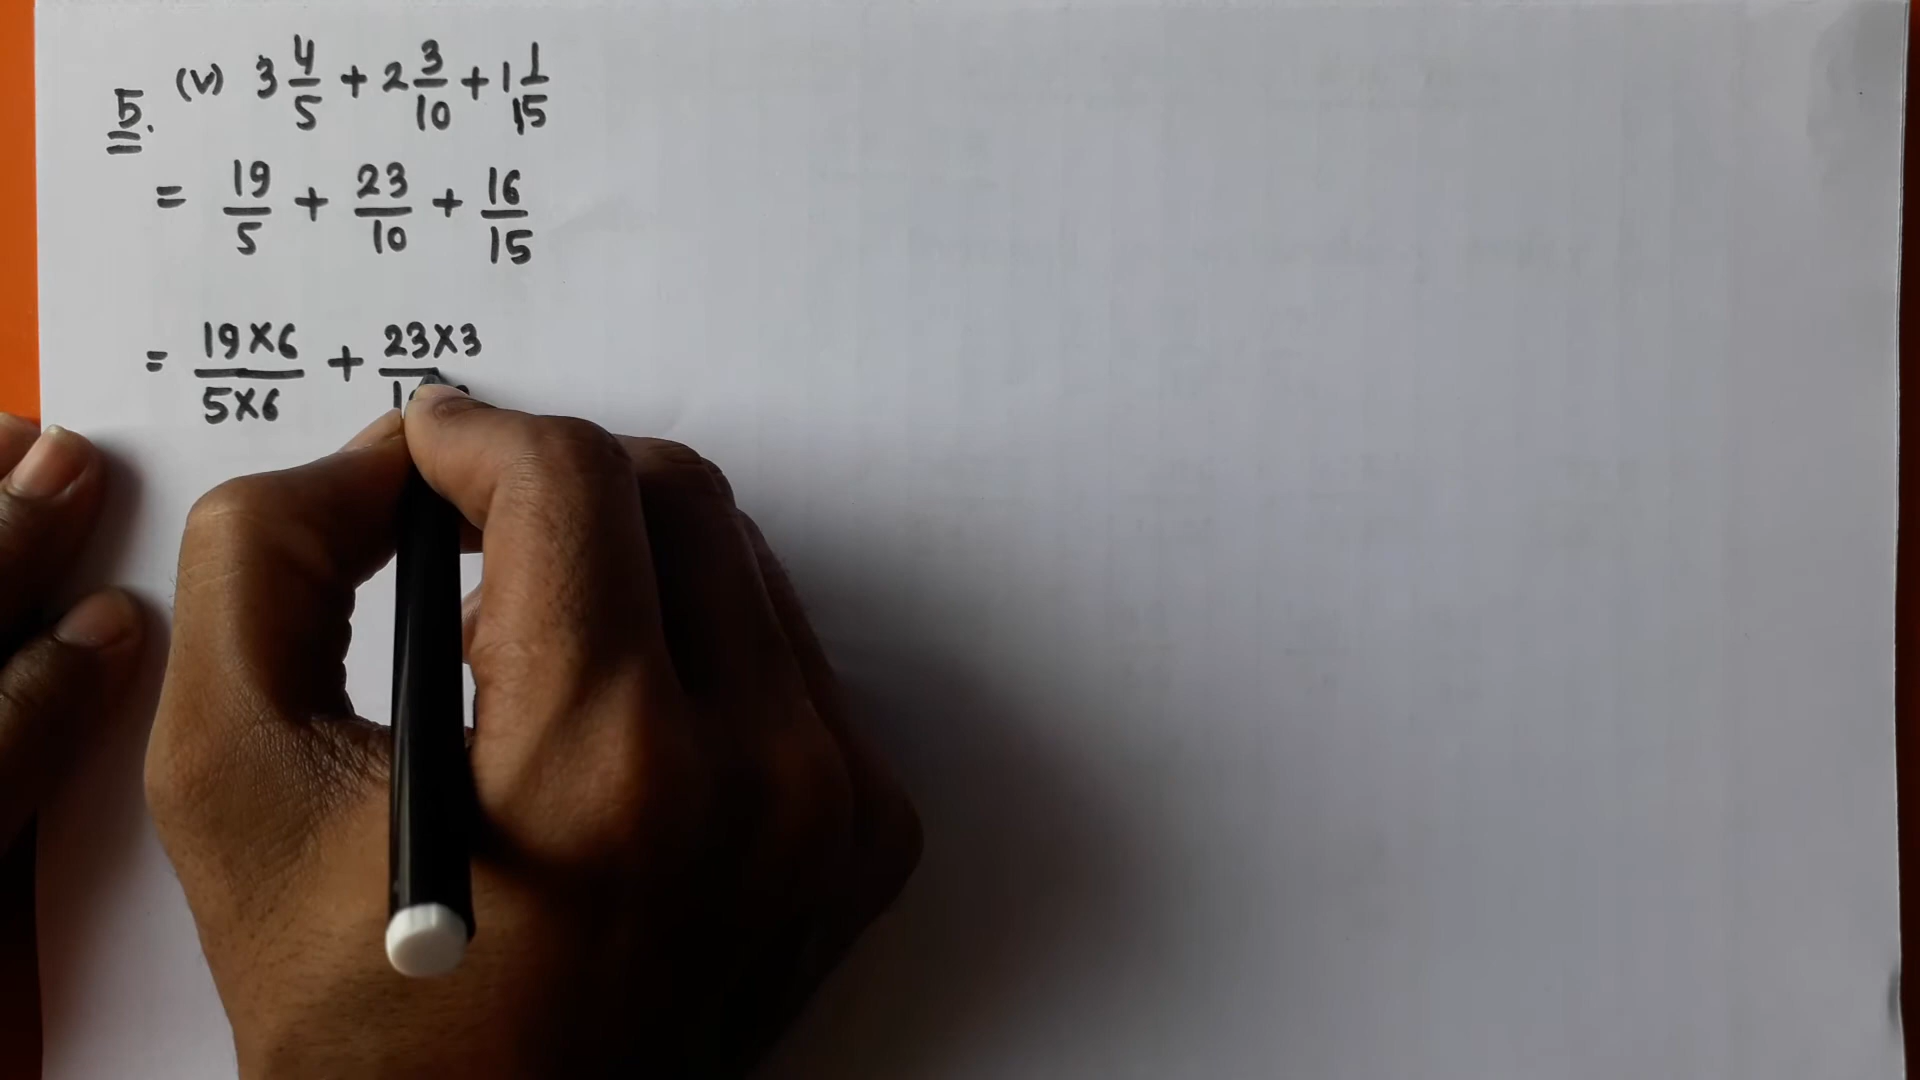 5. (v) 3 4/5 + 2 3/10 + 1 1/15
= 19/5 + 23/10 + 16/15
= 19×6/5×6 + 23×3/